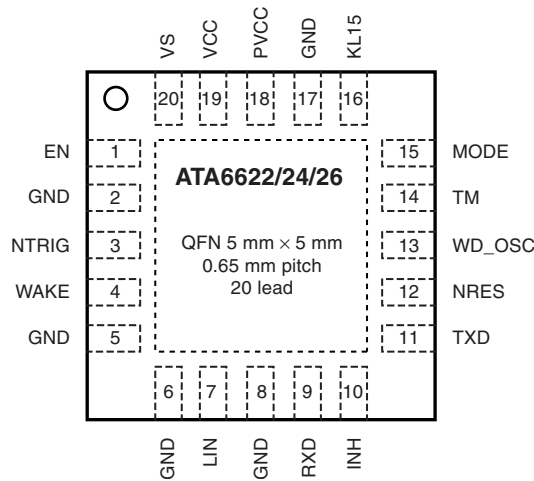 VS
VCC
PVCC
GND
KL15
20
19
18
17
16
EN
1
GND
2
NTRIG
3
WAKE
4
GND
5
ATA6622/24/26
QFN 5 mm × 5 mm
0.65 mm pitch
20 lead
15
MODE
14
TM
13
WD_OSC
12
NRES
11
TXD
6
7
8
9
10
GND
LIN
GND
RXD
INH